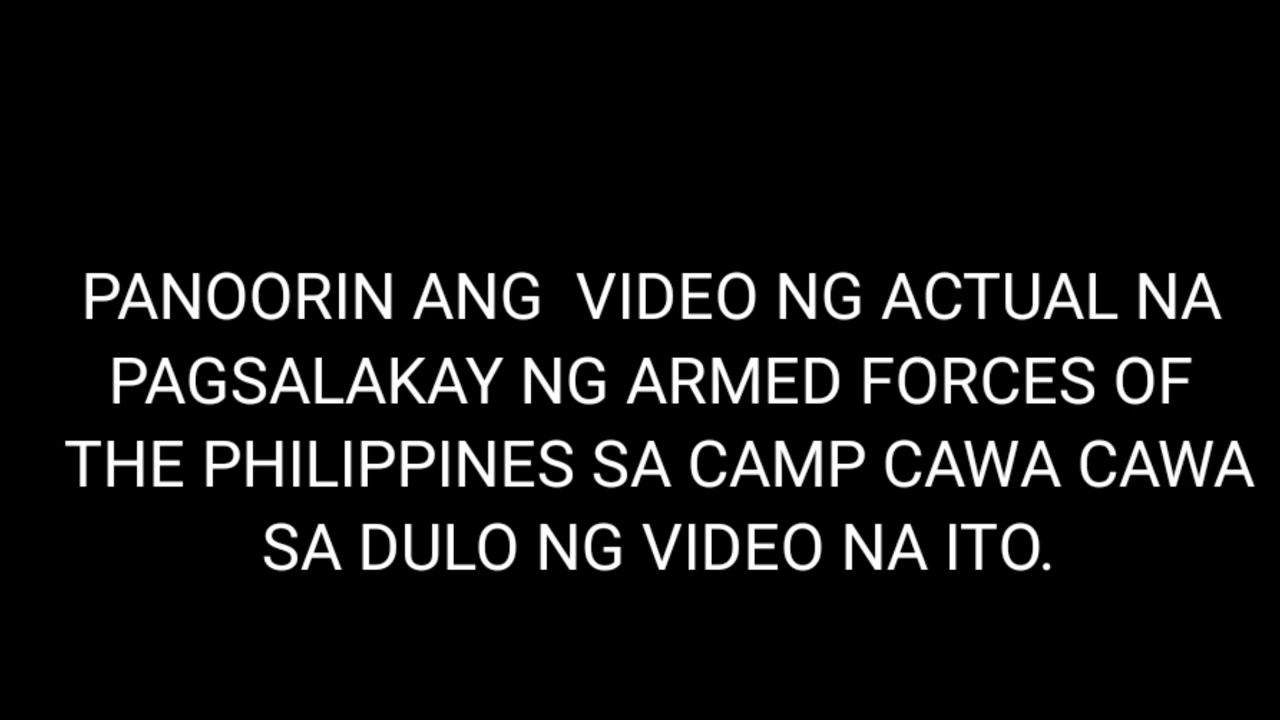 PANOORIN ANG VIDEO NG ACTUAL NA
PAGSALAKAY NG ARMED FORCES OF
THE PHILIPPINES SA CAMP CAWA CAWA
SA DULO NG VIDEO NA ITO.